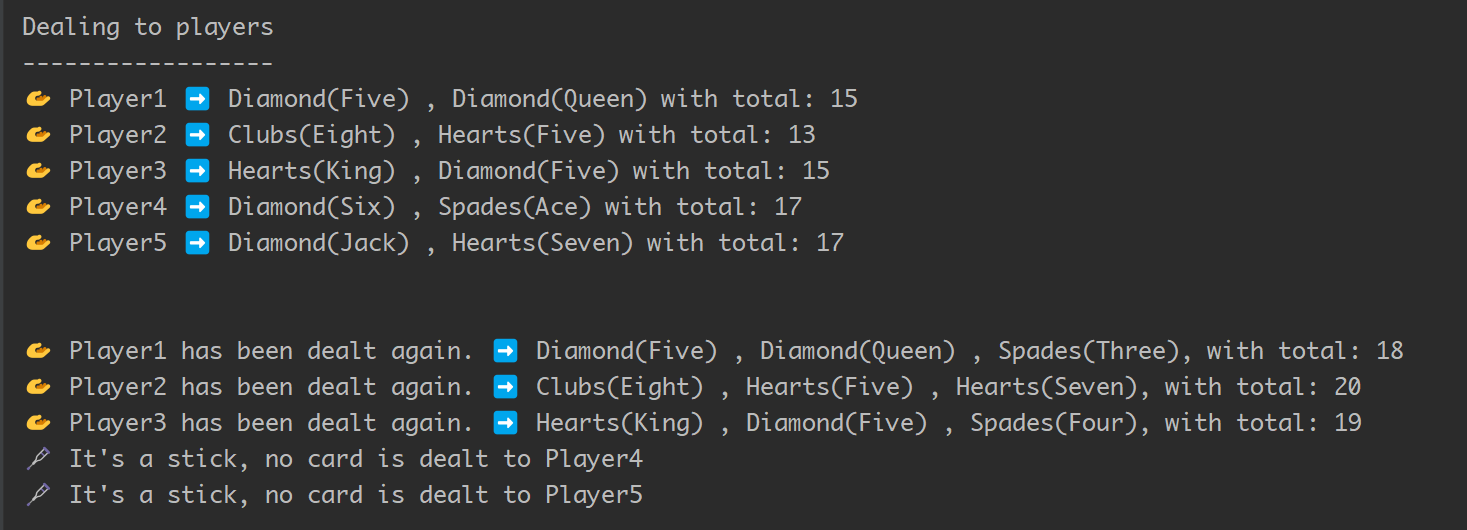 Dealing to players
------------------
🫴 Player1 ➡️ Diamond(Five) , Diamond(Queen) with total: 15
🫴 Player2 ➡️ Clubs(Eight) , Hearts(Five) with total: 13
🫴 Player3 ➡️ Hearts(King) , Diamond(Five) with total: 15
🫴 Player4 ➡️ Diamond(Six) , Spades(Ace) with total: 17
🫴 Player5 ➡️ Diamond(Jack) , Hearts(Seven) with total: 17
🫴 Player1 has been dealt again. ➡️ Diamond(Five) , Diamond(Queen) , Spades(Three), with total: 18
🫴 Player2 has been dealt again. ➡️ Clubs(Eight) , Hearts(Five) , Hearts(Seven), with total: 20
🫴 Player3 has been dealt again. ➡️ Hearts(King) , Diamond(Five) , Spades(Four), with total: 19
🦯 It's a stick, no card is dealt to Player4
🦯 It's a stick, no card is dealt to Player5